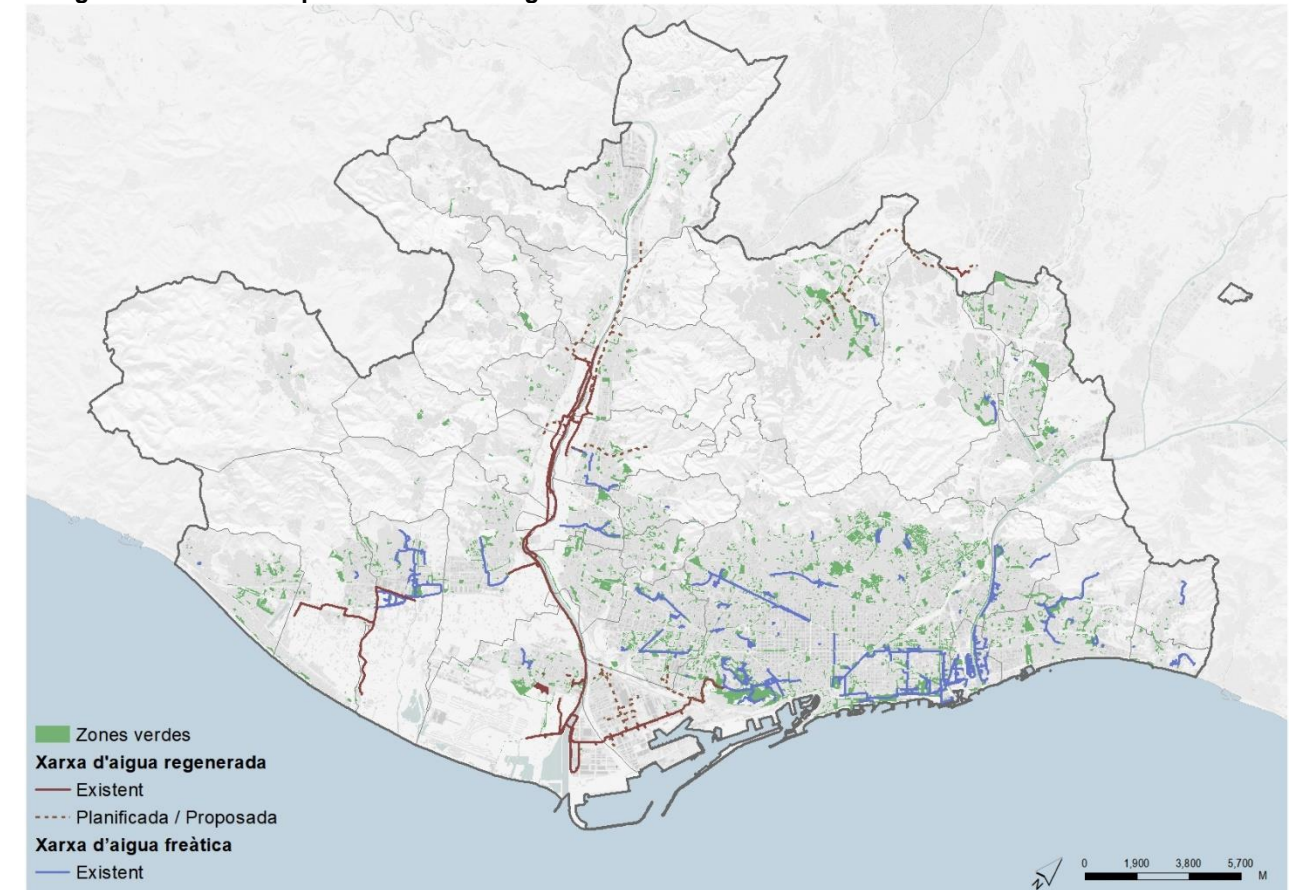 Zones verdes
Xarxa d'aigua regenerada
Existent
Planificada / Proposada
Xarxa d'aigua freàtica
Existent
N
0 1,900 3,800 5,700
M